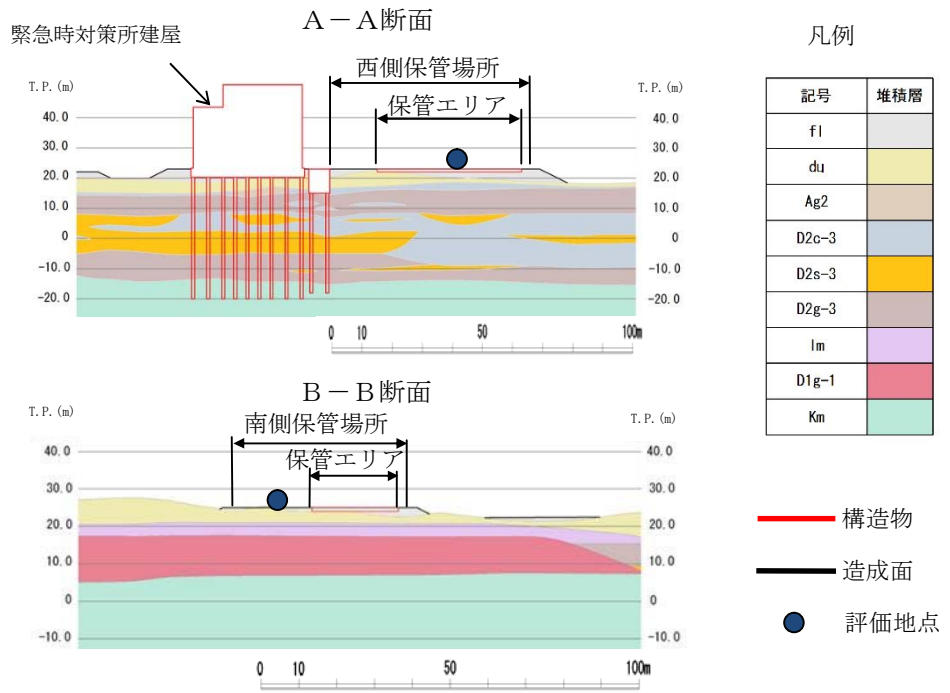 A－A断面
緊急時対策所建屋
西側保管場所
保管エリア
T.P.(m)
T.P.(m)
40.0
40.0
30.0
30.0
20.0
20.0
10.0
10.0
0
0
-10.0
-10.0
-20.0
-20.0
0 10 50 100m
B－B断面
T.P.(m)
T.P.(m)
南側保管場所
保管エリア
40.0
40.0
30.0
30.0
20.0
20.0
10.0
10.0
0
0
-10.0
-10.0
0 10 50 100m
凡例
記号 堆積層
fl
du
Ag2
D2c-3
D2s-3
D2g-3
lm
D1g-1
Km
構造物
造成面
評価地点